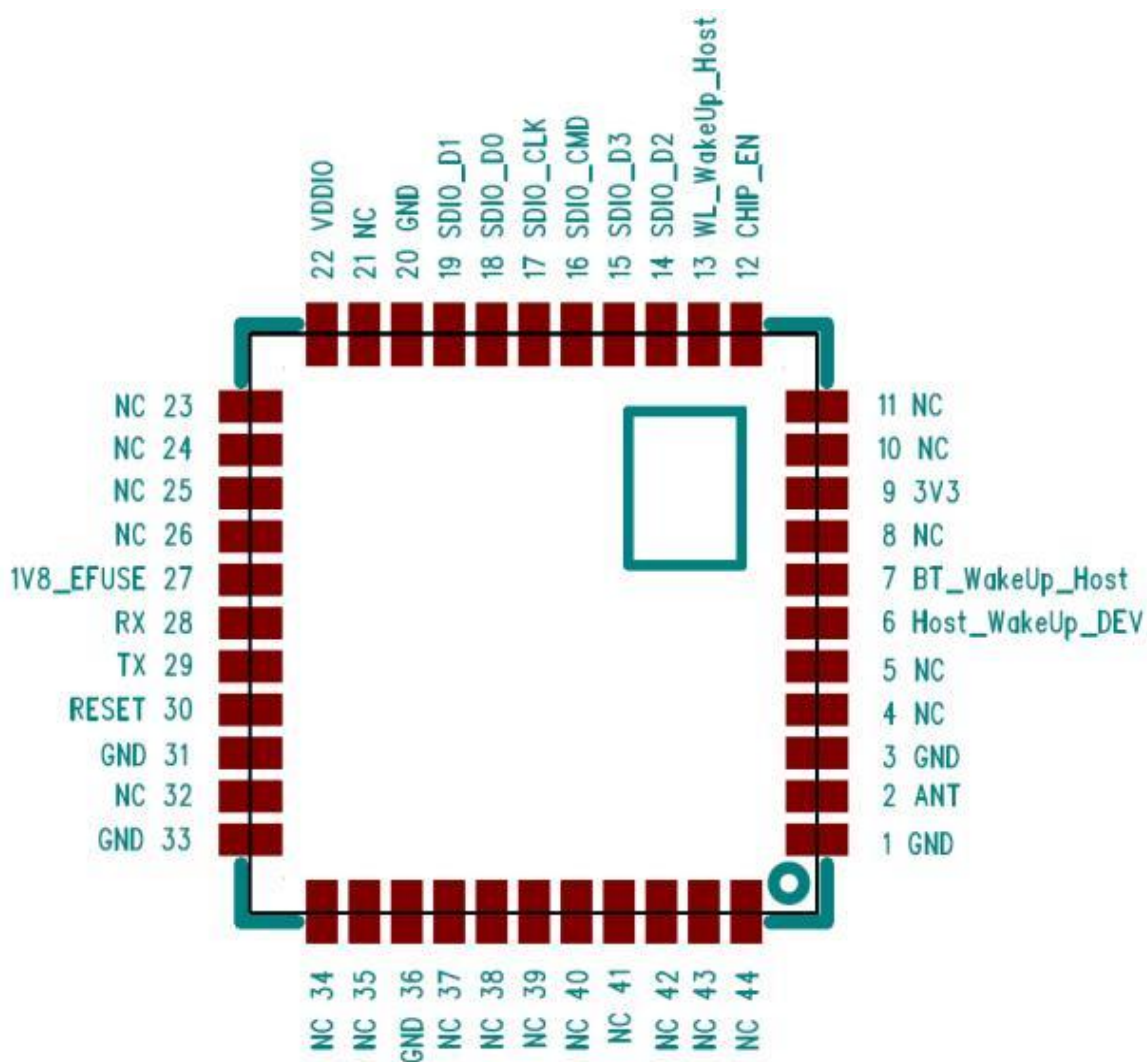 22 VDDIO
21 NC
20 GND
19 SDIO_D1
18 SDIO_D0
17 SDIO_CLK
16 SDIO_CMD
15 SDIO_D3
14 SDIO_D2
13 WL_WakeUp_Host
12 CHIP_EN
NC 23
NC 24
NC 25
NC 26
1V8_EFUSE 27
RX 28
TX 29
RESET 30
GND 31
NC 32
GND 33
11 NC
10 NC
9 3V3
8 NC
7 BT_WakeUp_Host
6 Host_WakeUp_DEV
5 NC
4 NC
3 GND
2 ANT
1 GND
NC 34
NC 35
GND 36
NC 37
NC 38
NC 39
NC 40
NC 41
NC 42
NC 43
NC 44